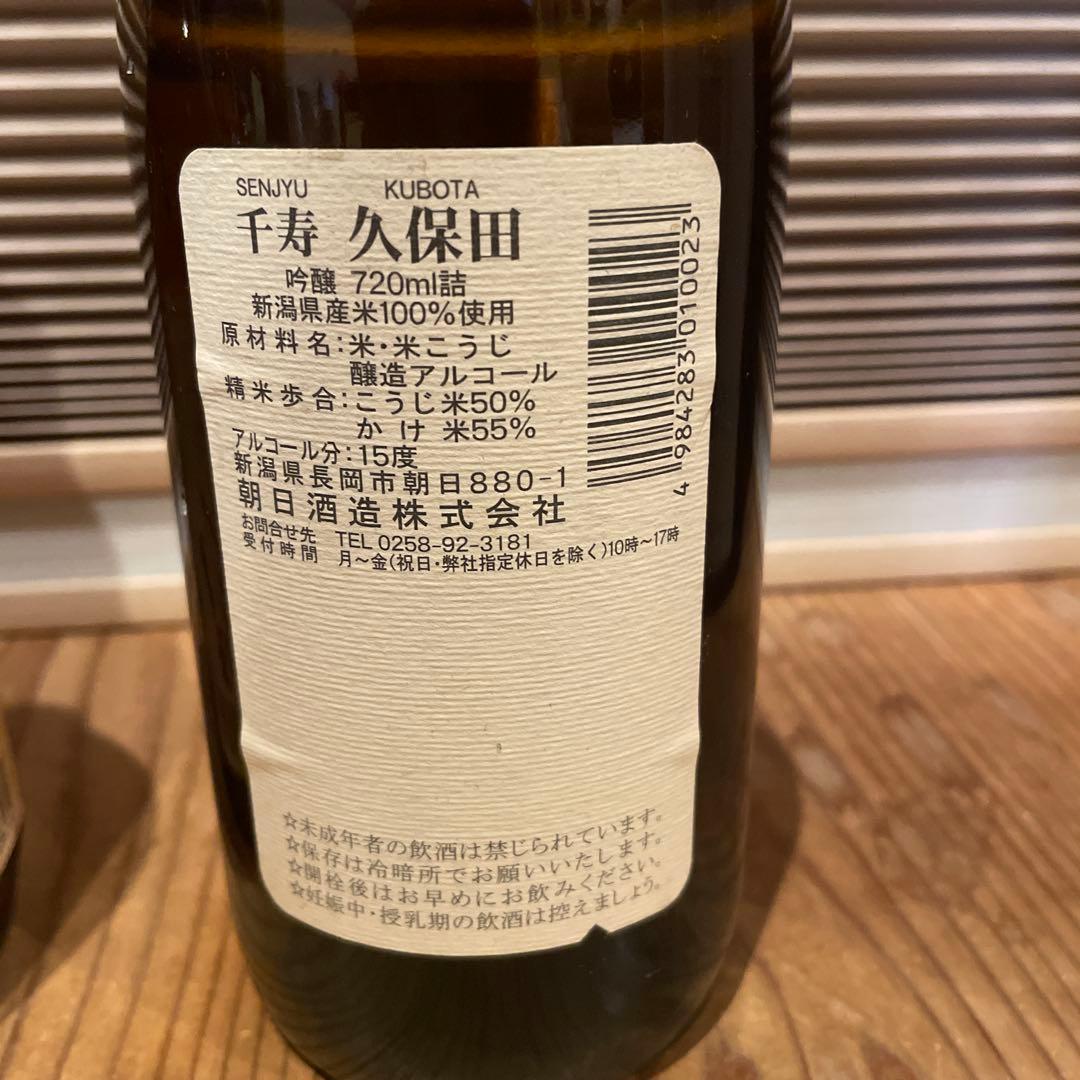 SENJYU KUBOTA
千寿 久保田
吟醸 720ml詰
新潟県産米100%使用
原材料名:米・米こうじ
醸造アルコール
精米歩合:こうじ米50%
かけ米55%
アルコール分:15度
新潟県長岡市朝日880-1
朝日酒造株式会社
お問合せ先 TEL 0258-92-3181
受付時間 月〜金(祝日・弊社指定休日を除く)10時〜17時
4 984283 010023
☆未成年者の飲酒は禁じられています。
☆保存は冷暗所でお願いいたします。
☆開栓後はお早めにお飲みください。
☆妊娠中・授乳期の飲酒は控えましょう。